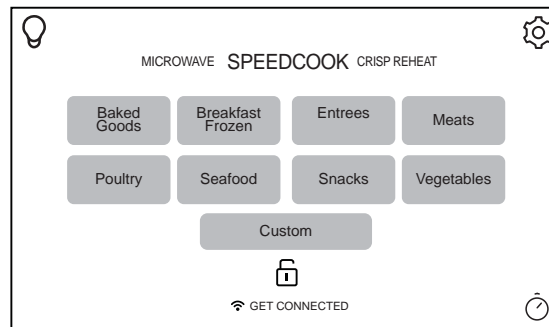 MICROWAVE SPEEDCOOK CRISP REHEAT
Baked
Goods
Breakfast
Frozen
Entrees
Meats
Poultry
Seafood
Snacks
Vegetables
Custom
GET CONNECTED